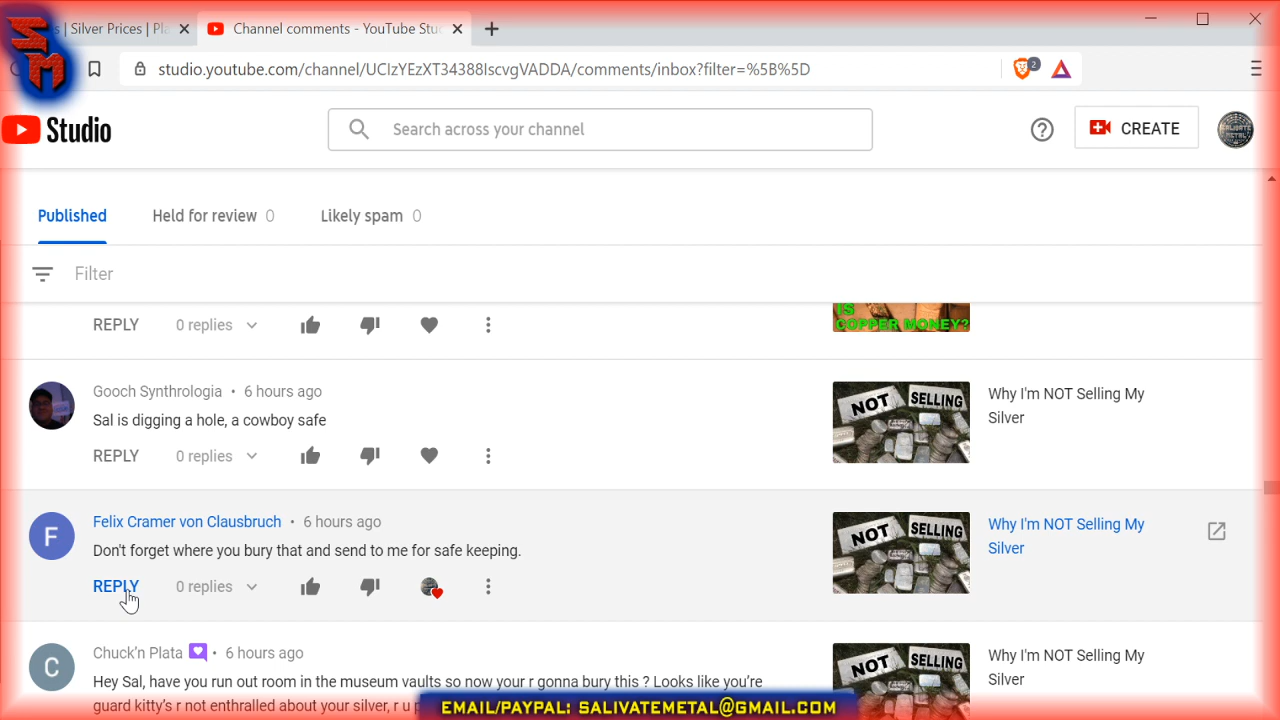 SM
s | Silver Prices | Pla
Channel comments - YouTube Stud
studio.youtube.com/channel/UCIzYEzXT34388IscvgVADDA/comments/inbox?filter=%5B%5D
2
Studio
Search across your channel
CREATE
Published
Held for review 0
Likely spam 0
Filter
REPLY
0 replies
IS
COPPER MONEY?
Gooch Synthrologia • 6 hours ago
Sal is digging a hole, a cowboy safe
REPLY
0 replies
NOT SELLING
Why I'm NOT Selling My
Silver
F
Felix Cramer von Clausbruch • 6 hours ago
Don't forget where you bury that and send to me for safe keeping.
REPLY
0 replies
NOT SELLING
Why I'm NOT Selling My
Silver
C
Chuck'n Plata • 6 hours ago
Hey Sal, have you run out room in the museum vaults so now your r gonna bury this ? Looks like you're
guard kitty's r not enthralled about your silver, r u
NOT SELLING
Why I'm NOT Selling My
Silver
EMAIL/PAYPAL: SALIVATEMETAL@GMAIL.COM